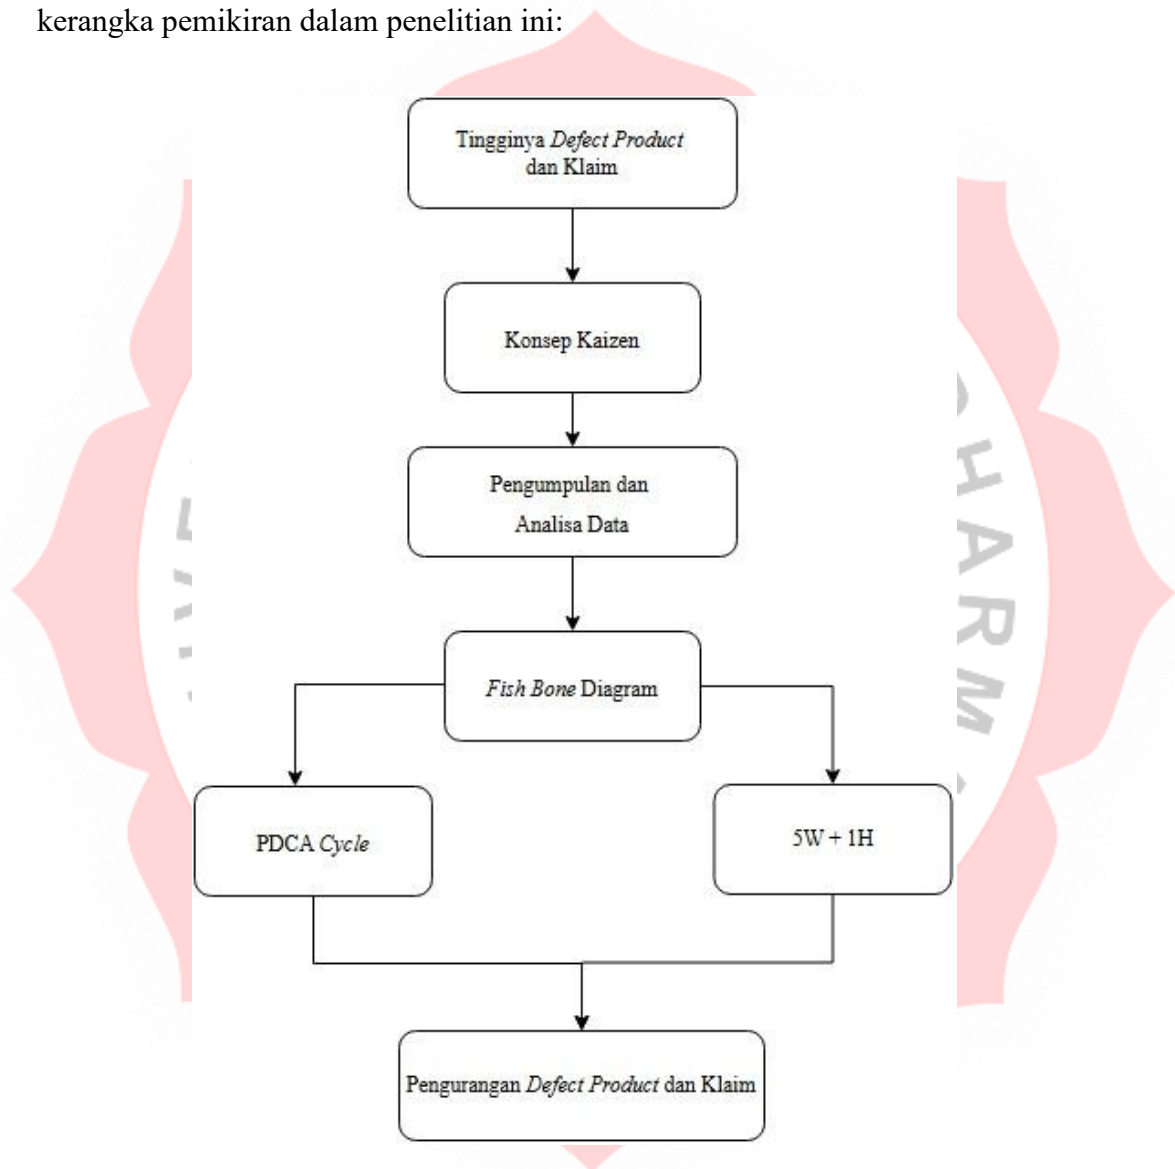 kerangka pemikiran dalam penelitian ini:
Tingginya Defect Product
dan Klaim
Konsep Kaizen
Pengumpulan dan
Analisa Data
Fish Bone Diagram
PDCA Cycle
5W + 1H
Pengurangan Defect Product dan Klaim